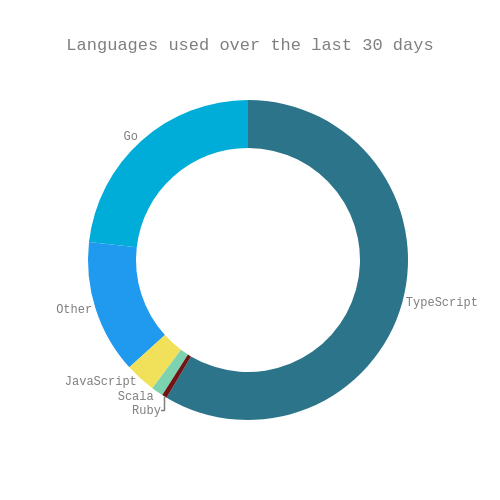 Languages used over the last 30 days
Go
TypeScript
Other
JavaScript
Scala
Ruby